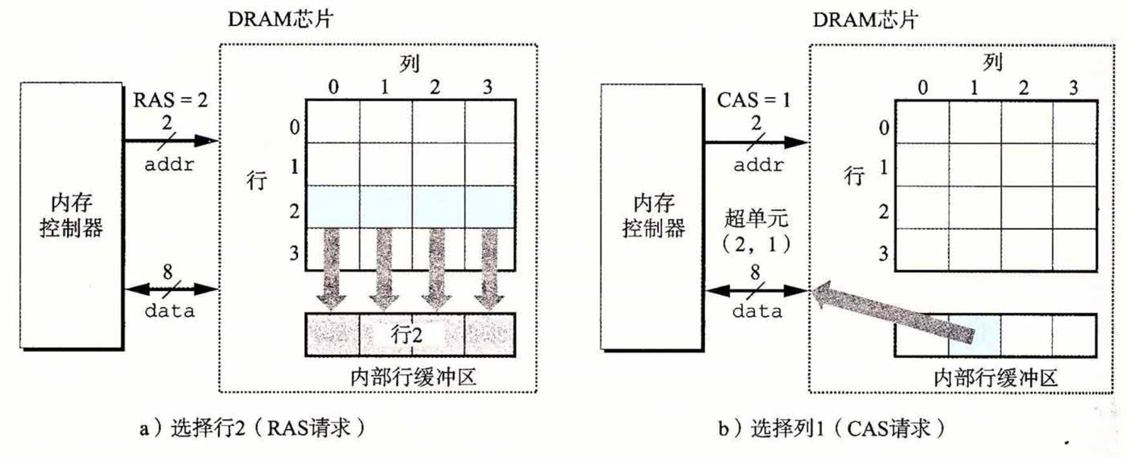 DRAM芯片
列
0 1 2 3
RAS = 2
2
addr
0
1
行
2
3
内存
控制器
8
data
行2
内部行缓冲区
a）选择行2（RAS请求）
DRAM芯片
列
0 1 2 3
CAS = 1
2
addr
0
1
行
2
3
内存
控制器
超单元
（2，1）
8
data
内部行缓冲区
b）选择列1（CAS请求）